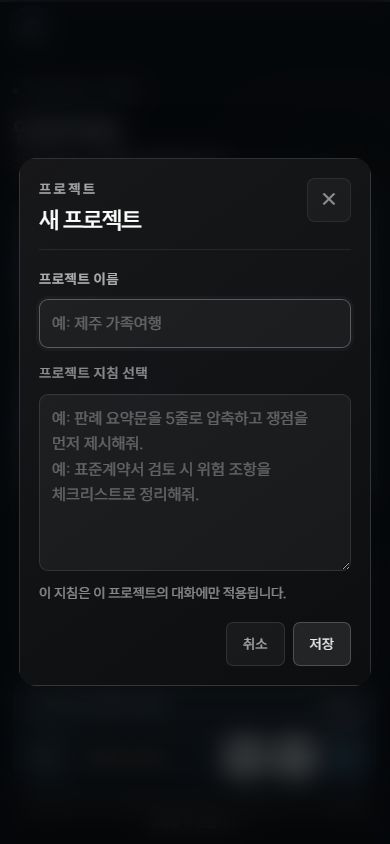 프로젝트
새 프로젝트
프로젝트 이름
예: 제주 가족여행
프로젝트 지침 선택
예: 판례 요약문을 5줄로 압축하고 쟁점을
먼저 제시해줘.
예: 표준계약서 검토 시 위험 조항을
체크리스트로 정리해줘.
이 지침은 이 프로젝트의 대화에만 적용됩니다.
취소
저장